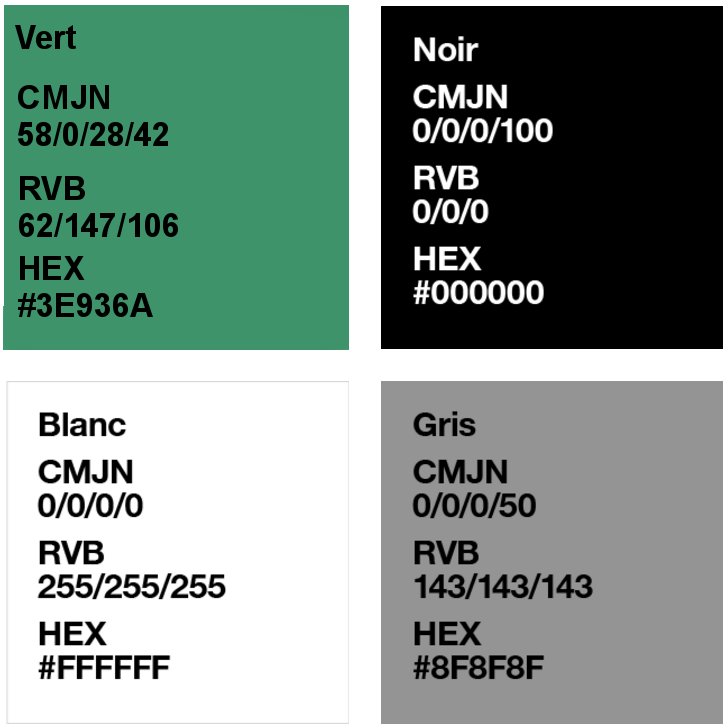 Vert
CMJN
58/0/28/42
RVB
62/147/106
HEX
#3E936A
Noir
CMJN
0/0/0/100
RVB
0/0/0
HEX
#000000
Blanc
CMJN
0/0/0/0
RVB
255/255/255
HEX
#FFFFFF
Gris
CMJN
0/0/0/50
RVB
143/143/143
HEX
#8F8F8F